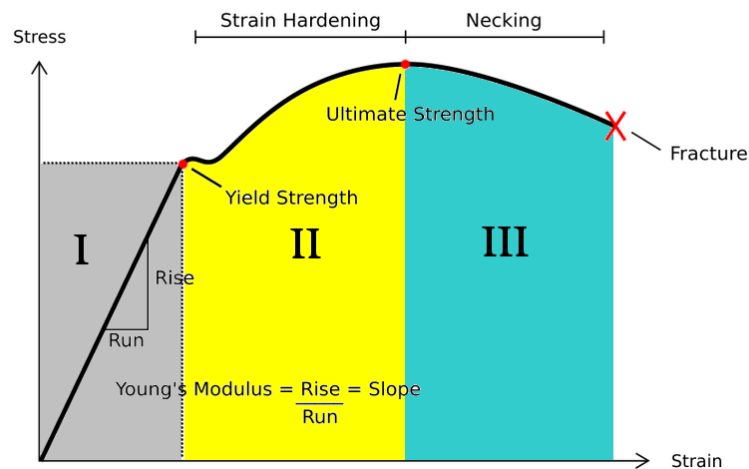 Strain Hardening
Necking
Stress
Ultimate Strength
Fracture
Yield Strength
I
II
III
Rise
Run
Young's Modulus = Rise = Slope
Run
Strain